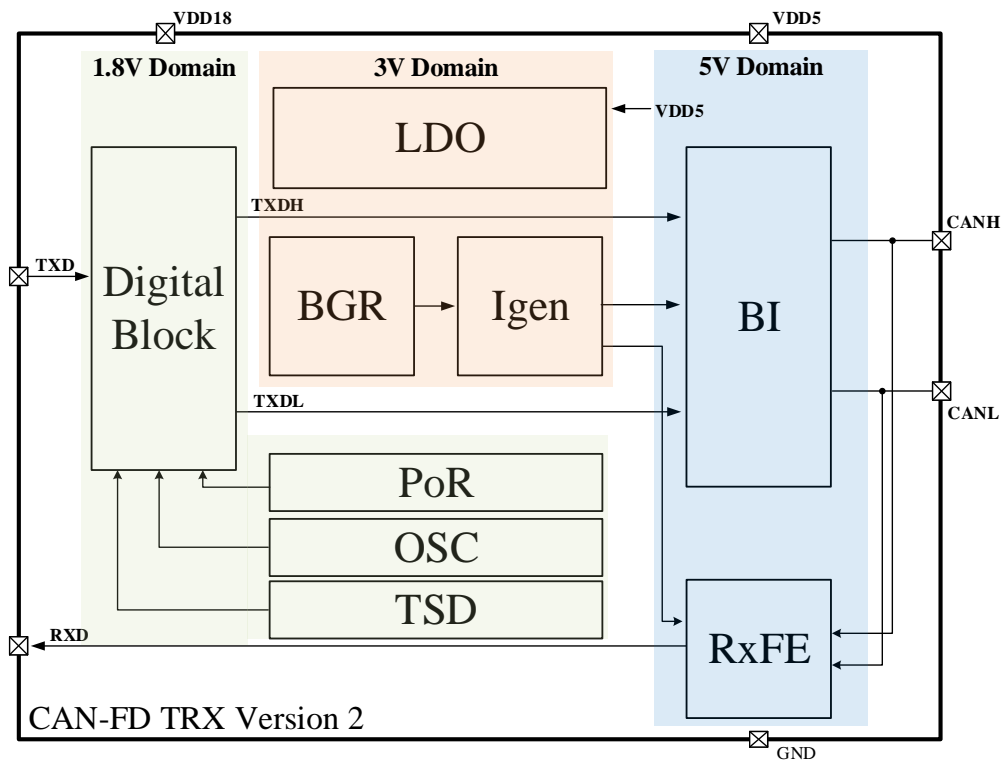 VDD18
VDD5
1.8V Domain
3V Domain
5V Domain
LDO
VDD5
TXDH
CANH
TXD
Digital
Block
BGR
Igen
BI
TXDL
CANL
PoR
OSC
TSD
RXD
RxFE
CAN-FD TRX Version 2
GND